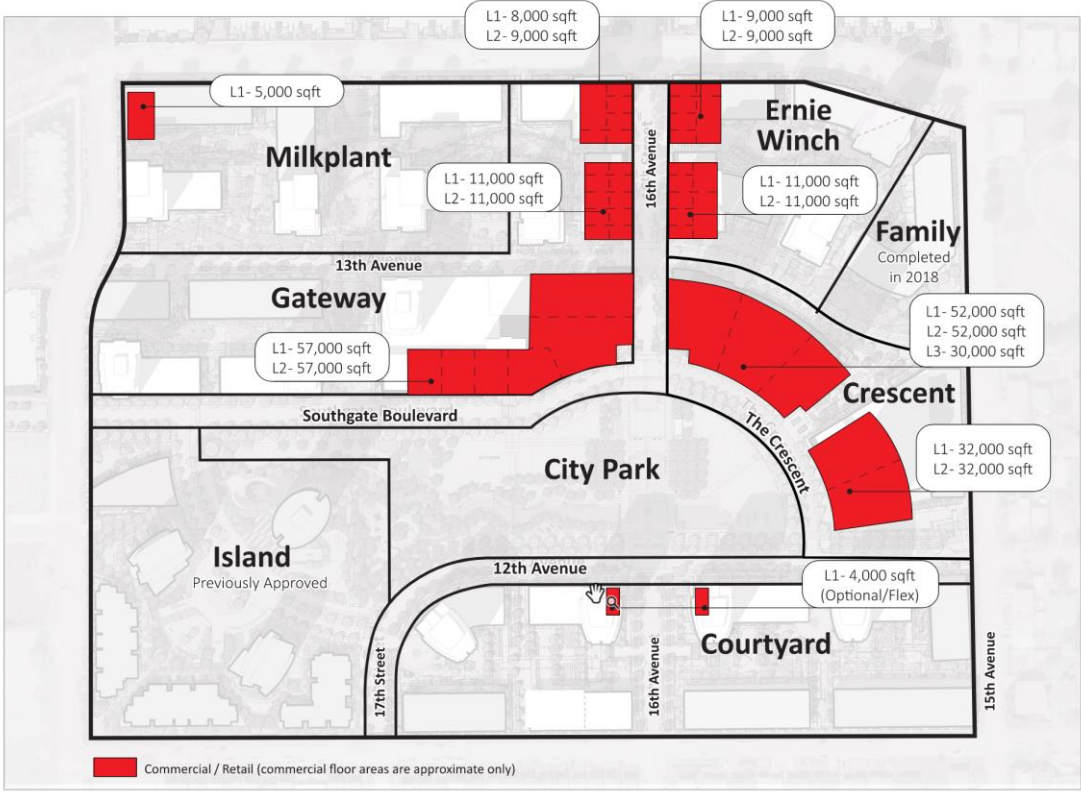 L1- 8,000 sqft
L2- 9,000 sqft
L1- 9,000 sqft
L2- 9,000 sqft
L1- 5,000 sqft
Milkplant
16th Avenue
Ernie
Winch
L1- 11,000 sqft
L2- 11,000 sqft
L1- 11,000 sqft
L2- 11,000 sqft
Family
Completed
in 2018
13th Avenue
Gateway
L1- 52,000 sqft
L2- 52,000 sqft
L3- 30,000 sqft
L1- 57,000 sqft
L2- 57,000 sqft
Crescent
Southgate Boulevard
The Crescent
City Park
L1- 32,000 sqft
L2- 32,000 sqft
Island
Previously Approved
12th Avenue
L1- 4,000 sqft
(Optional/Flex)
Courtyard
17th Street
16th Avenue
15th Avenue
Commercial / Retail (commercial floor areas are approximate only)